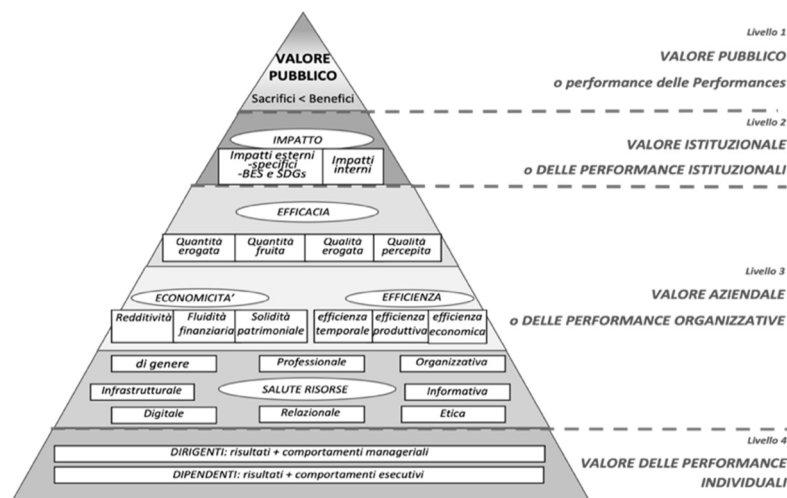 Livello 1
VALORE PUBBLICO
o performance delle Performances
VALORE
PUBBLICO
Sacrifici < Benefici
Livello 2
VALORE ISTITUZIONALE
o DELLE PERFORMANCE ISTITUZIONALI
IMPATTO
Impatti esterni
-specifici
-BES e SDGs
Impatti
interni
EFFICACIA
Quantità
erogata
Quantità
fruita
Qualità
erogata
Qualità
percepita
Livello 3
VALORE AZIENDALE
o DELLE PERFORMANCE ORGANIZZATIVE
ECONOMICITA'
EFFICIENZA
Redditività
Fluidità
finanziaria
Solidità
patrimoniale
efficienza
temporale
efficienza
produttiva
efficienza
economica
di genere
Professionale
Organizzativa
Infrastrutturale
SALUTE RISORSE
Informativa
Digitale
Relazionale
Etica
Livello 4
VALORE DELLE PERFORMANCE
INDIVIDUALI
DIRIGENTI: risultati + comportamenti manageriali
DIPENDENTI: risultati + comportamenti esecutivi